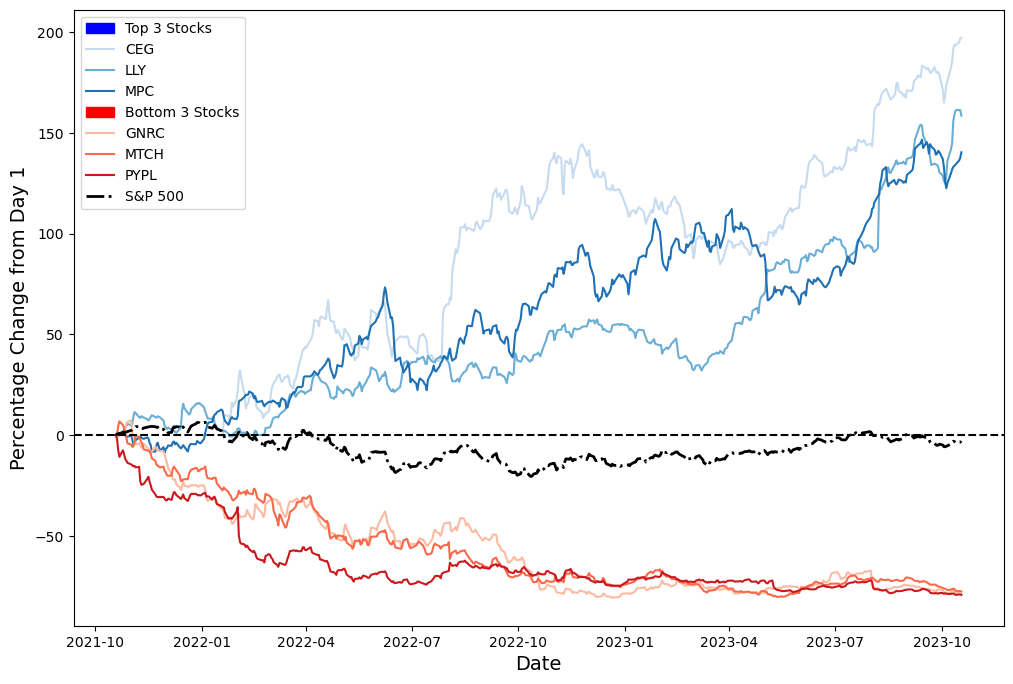 Top 3 Stocks
CEG
LLY
MPC
Bottom 3 Stocks
GNRC
MTCH
PYPL
S&P 500
Percentage Change from Day 1
200
150
100
50
0
−50
2021-10
2022-01
2022-04
2022-07
2022-10
2023-01
2023-04
2023-07
2023-10
Date